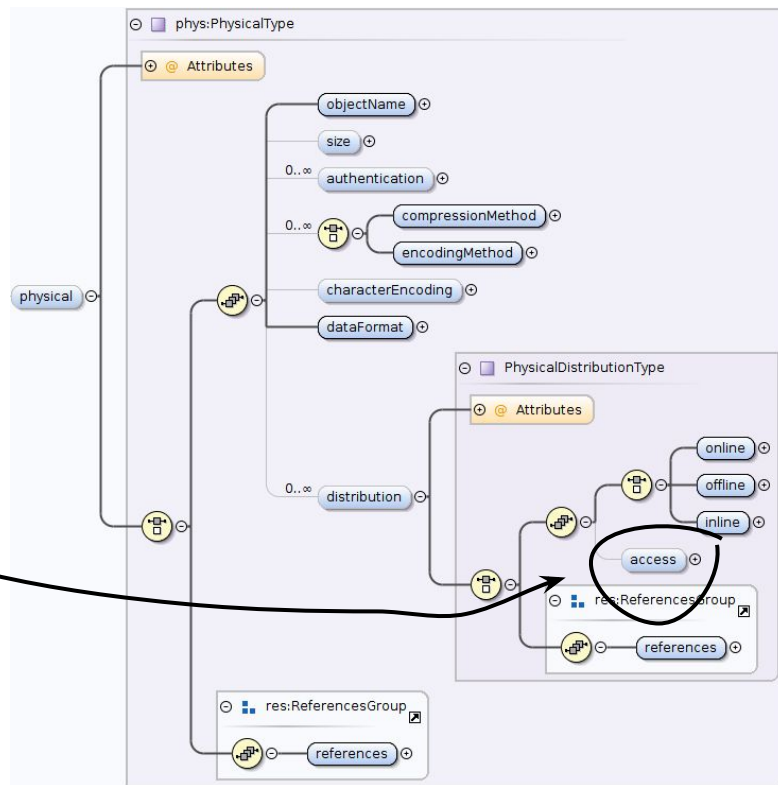 phys:PhysicalType
@ Attributes
objectName
size
0..∞ authentication
0..∞
compressionMethod
encodingMethod
physical
characterEncoding
dataFormat
PhysicalDistributionType
@ Attributes
online
0..∞ distribution
offline
inline
access
res:ReferencesGroup
references
res:ReferencesGroup
references